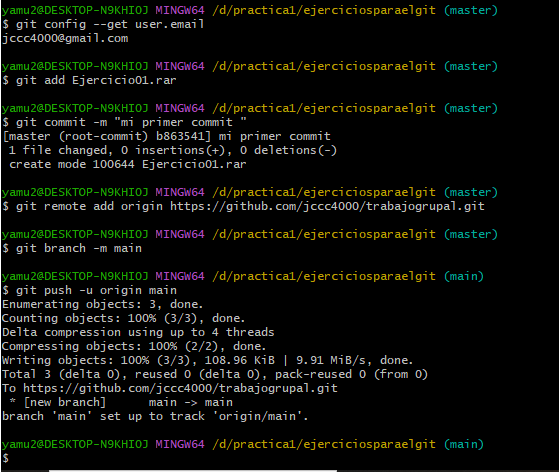 yamu2@DESKTOP-N9KHIOJ MINGW64 /d/practica1/ejerciciosparaelgit (master)
$ git config --get user.email
jccc4000@gmail.com
yamu2@DESKTOP-N9KHIOJ MINGW64 /d/practica1/ejerciciosparaelgit (master)
$ git add Ejercicio01.rar
yamu2@DESKTOP-N9KHIOJ MINGW64 /d/practica1/ejerciciosparaelgit (master)
$ git commit -m "mi primer commit "
[master (root-commit) b863541] mi primer commit
 1 file changed, 0 insertions(+), 0 deletions(-)
 create mode 100644 Ejercicio01.rar
yamu2@DESKTOP-N9KHIOJ MINGW64 /d/practica1/ejerciciosparaelgit (master)
$ git remote add origin https://github.com/jccc4000/trabajogrupal.git
yamu2@DESKTOP-N9KHIOJ MINGW64 /d/practica1/ejerciciosparaelgit (master)
$ git branch -m main
yamu2@DESKTOP-N9KHIOJ MINGW64 /d/practica1/ejerciciosparaelgit (main)
$ git push -u origin main
Enumerating objects: 3, done.
Counting objects: 100% (3/3), done.
Delta compression using up to 4 threads
Compressing objects: 100% (2/2), done.
Writing objects: 100% (3/3), 108.96 KiB | 9.91 MiB/s, done.
Total 3 (delta 0), reused 0 (delta 0), pack-reused 0 (from 0)
To https://github.com/jccc4000/trabajogrupal.git
 * [new branch]      main -> main
branch 'main' set up to track 'origin/main'.
yamu2@DESKTOP-N9KHIOJ MINGW64 /d/practica1/ejerciciosparaelgit (main)
$